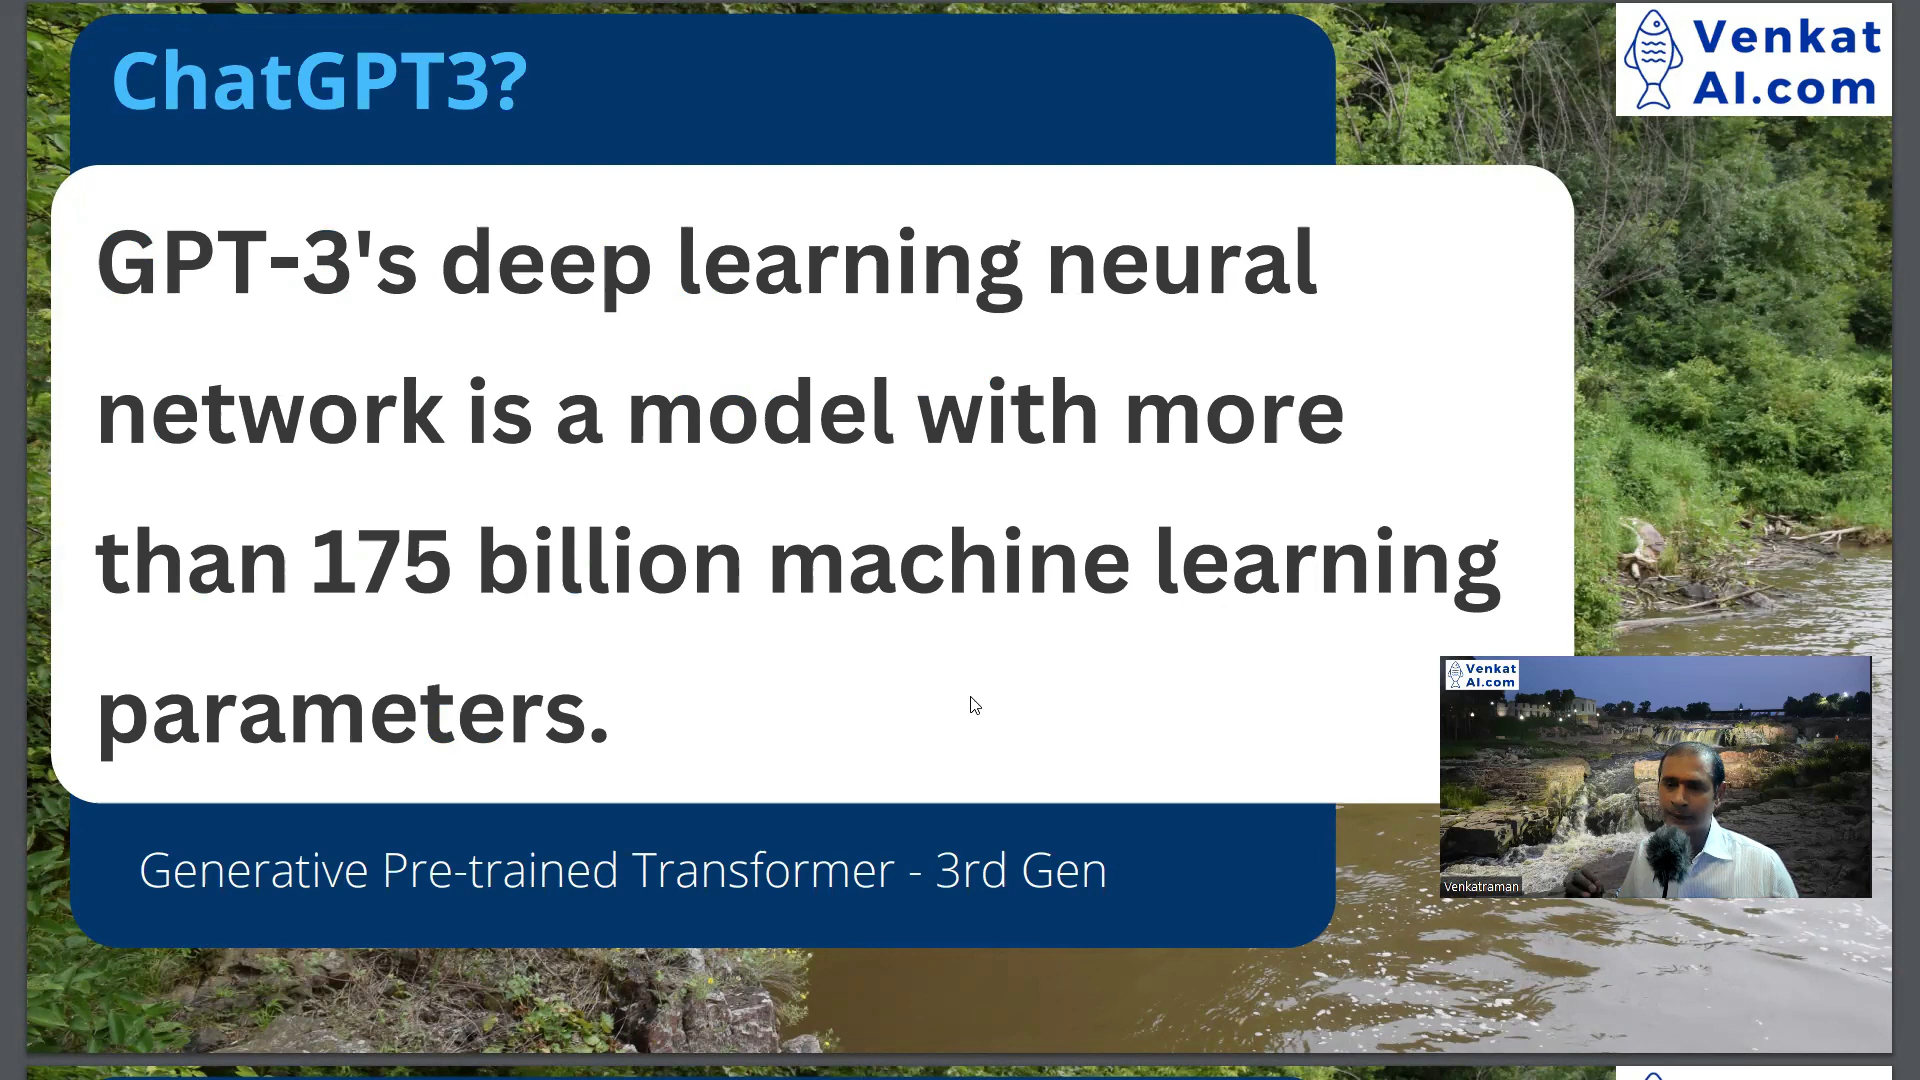 ChatGPT3?
Venkat
AI.com
GPT-3's deep learning neural
network is a model with more
than 175 billion machine learning
parameters.
Venkat
AI.com
Venkatraman
Generative Pre-trained Transformer - 3rd Gen